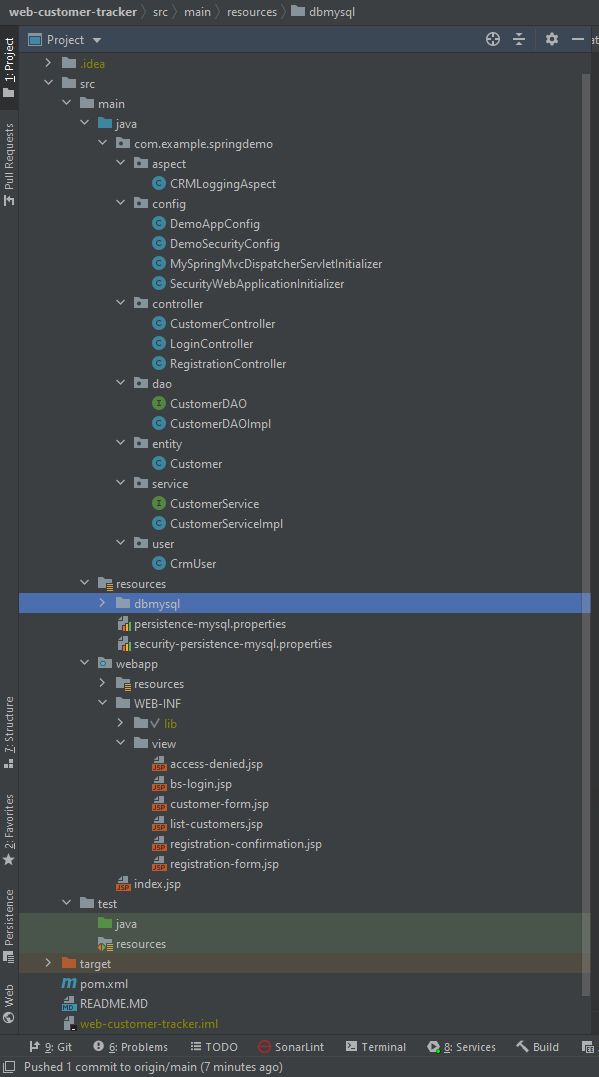 web-customer-tracker src main resources dbmysql
Project
.idea
src
main
java
com.example.springdemo
aspect
CRMLoggingAspect
config
DemoAppConfig
DemoSecurityConfig
MySpringMvcDispatcherServletInitializer
SecurityWebApplicationInitializer
controller
CustomerController
LoginController
RegistrationController
dao
CustomerDAO
CustomerDAOImpl
entity
Customer
service
CustomerService
CustomerServiceImpl
user
CrmUser
resources
dbmysql
persistence-mysql.properties
security-persistence-mysql.properties
webapp
resources
WEB-INF
lib
view
access-denied.jsp
bs-login.jsp
customer-form.jsp
list-customers.jsp
registration-confirmation.jsp
registration-form.jsp
index.jsp
test
java
resources
target
pom.xml
README.MD
web-customer-tracker.iml
1: Project
Pull Requests
7: Structure
2: Favorites
Persistence
Web
9: Git 6: Problems TODO SonarLint Terminal 8: Services Build
Pushed 1 commit to origin/main (7 minutes ago)